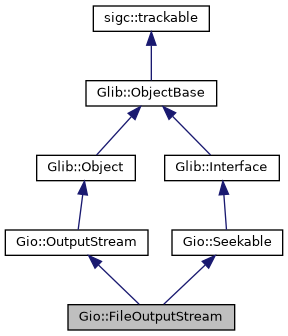 sigc::trackable
Glib::ObjectBase
Glib::Object
Glib::Interface
Gio::OutputStream
Gio::Seekable
Gio::FileOutputStream